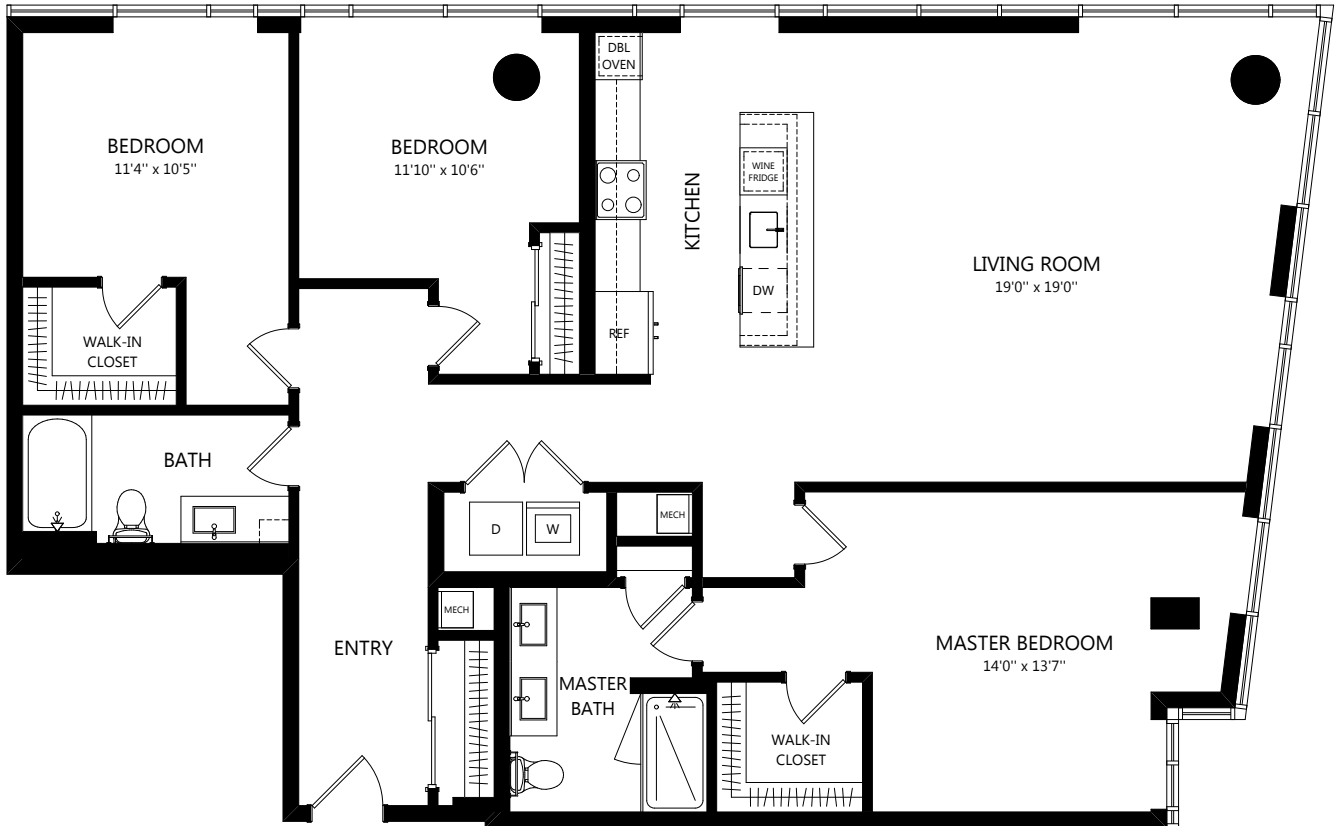 DBL
OVEN
BEDROOM
11'4" x 10'5"
BEDROOM
11'10" x 10'6"
WINE
FRIDGE
KITCHEN
LIVING ROOM
19'0" x 19'0"
DW
REF
WALK-IN
CLOSET
BATH
D
W
MECH
MECH
ENTRY
MASTER BEDROOM
14'0" x 13'7"
MASTER
BATH
WALK-IN
CLOSET